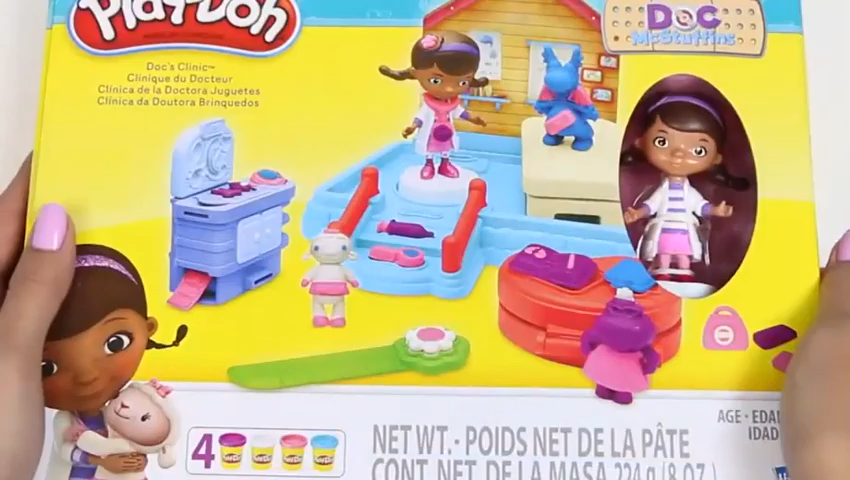 Play-Doh
DOC
McStuffins
Doc's Clinic™
Clinique du Docteur
Clínica de la Doctora Juguetes
Clínica da Doutora Brinquedos
4
NET WT. • POIDS NET DE LA PÂTE
CONT. NET DE LA MASA 224 g (8 OZ.)
AGE • EDAD
IDAD